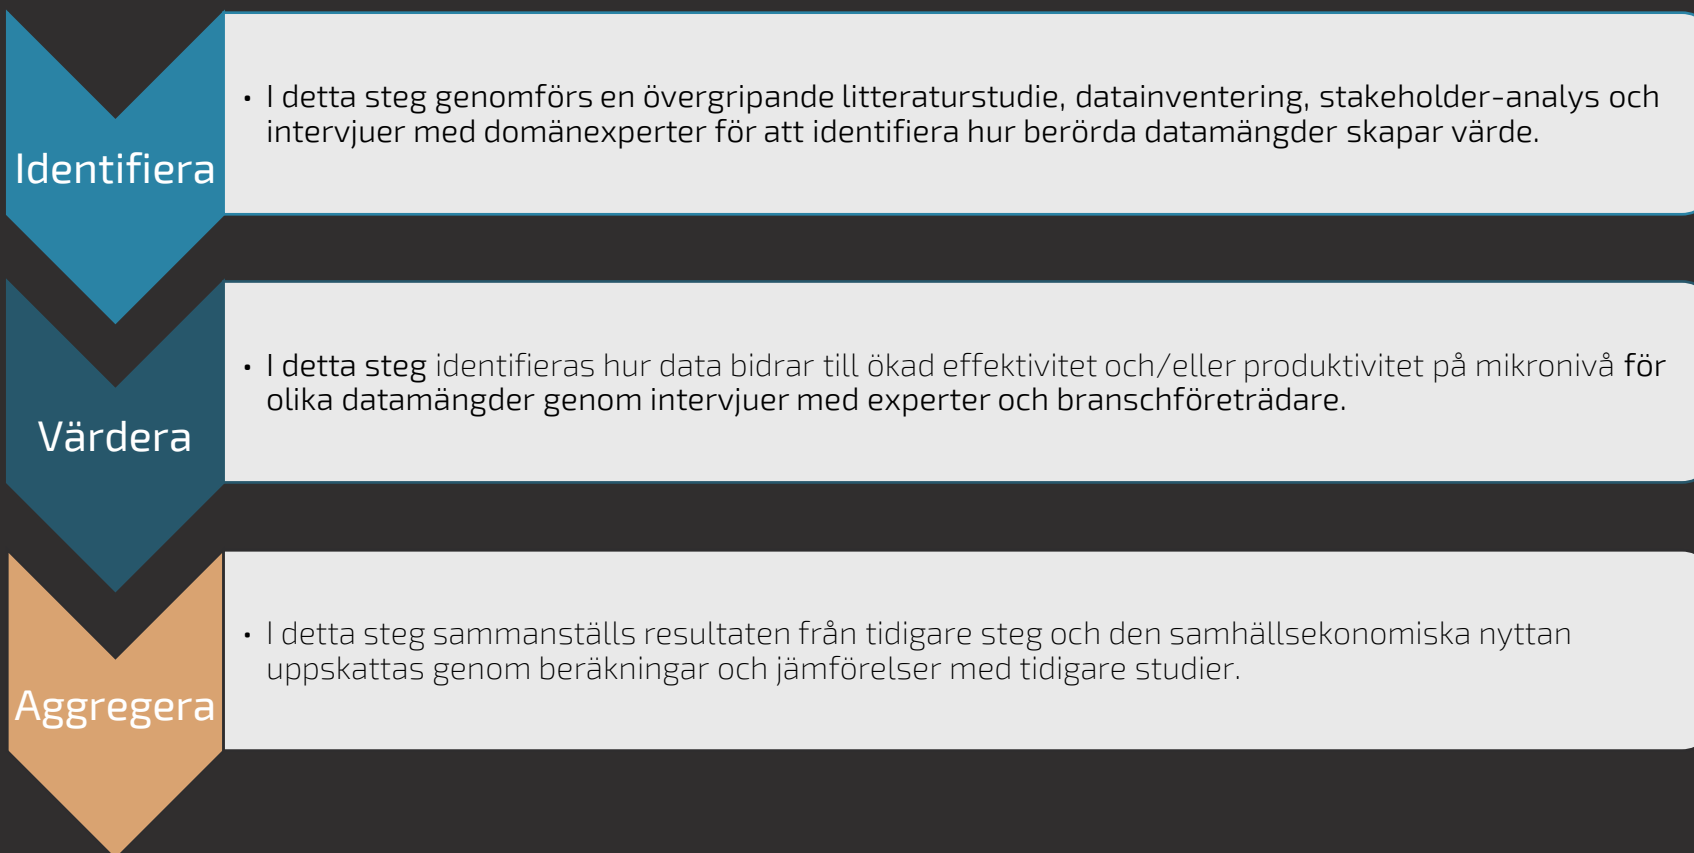 Identifiera
• I detta steg genomförs en övergripande litteraturstudie, datainventering, stakeholder-analys och
intervjuer med domänexperter för att identifiera hur berörda datamängder skapar värde.
Värdera
• I detta steg identifieras hur data bidrar till ökad effektivitet och/eller produktivitet på mikronivå för
olika datamängder genom intervjuer med experter och branschföreträdare.
Aggregera
• I detta steg sammanställs resultaten från tidigare steg och den samhällsekonomiska nyttan
uppskattas genom beräkningar och jämförelser med tidigare studier.